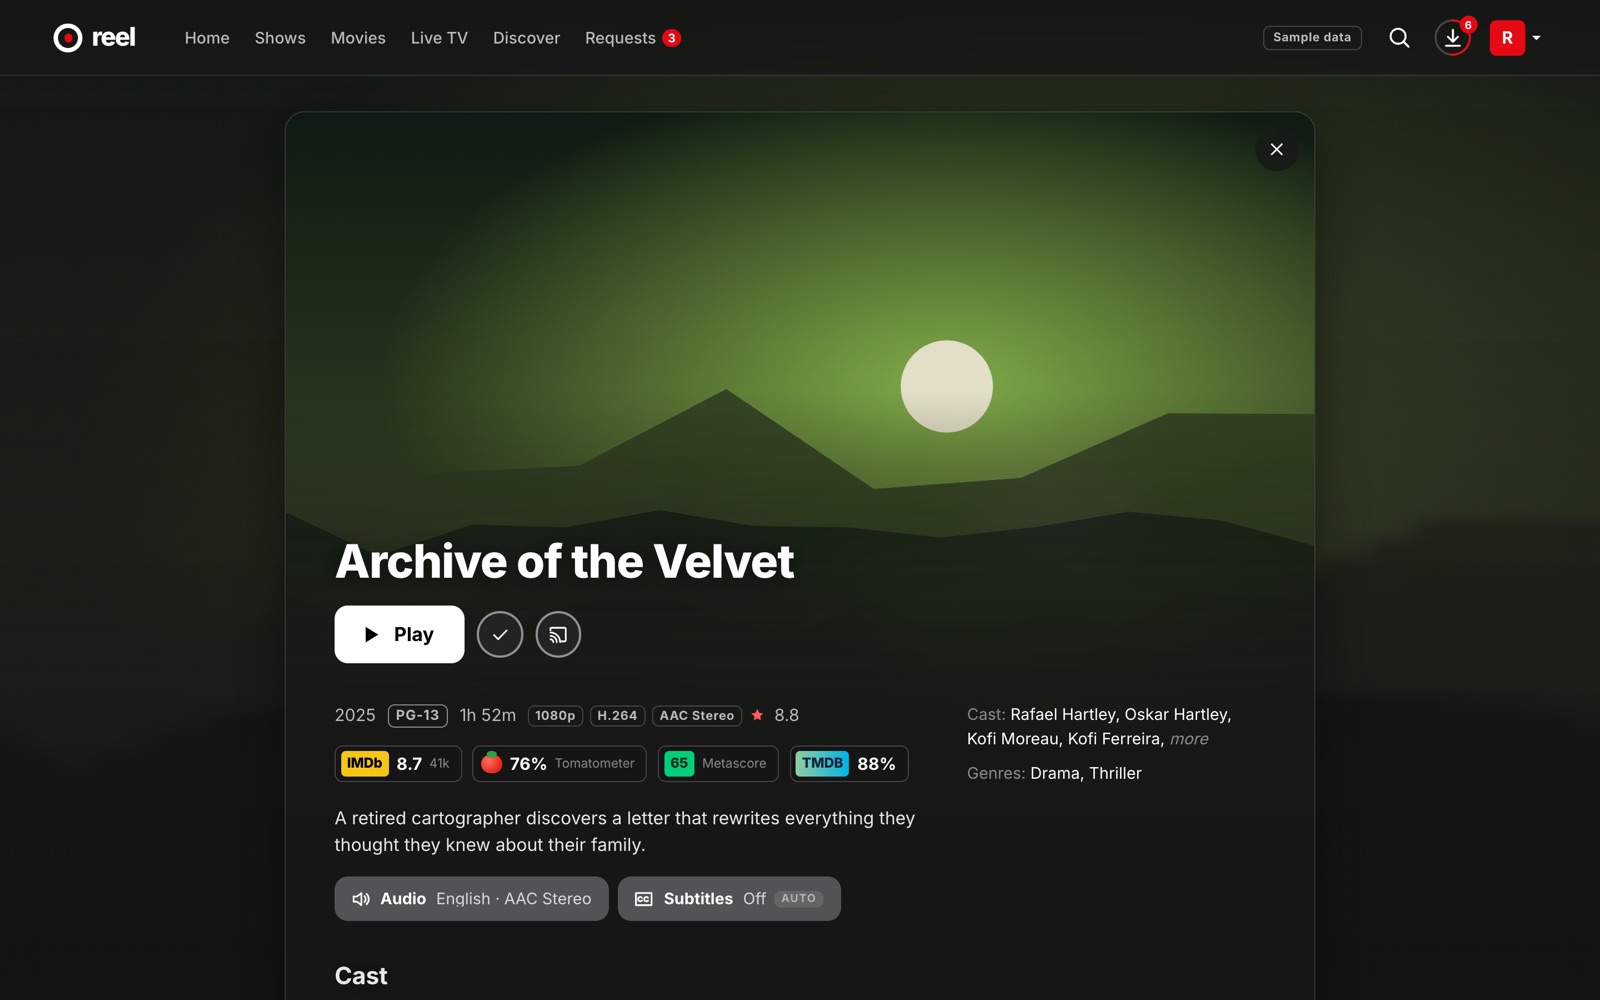 reel Home Shows Movies Live TV Discover Requests 3 Sample data 6 R
Archive of the Velvet
Play
2025 PG-13 1h 52m 1080p H.264 AAC Stereo 8.8
IMDb 8.7 41k 76% Tomatometer 65 Metascore TMDB 88%
A retired cartographer discovers a letter that rewrites everything they
thought they knew about their family.
Cast: Rafael Hartley, Oskar Hartley,
Kofi Moreau, Kofi Ferreira, more
Genres: Drama, Thriller
Audio English · AAC Stereo CC Subtitles Off AUTO
Cast